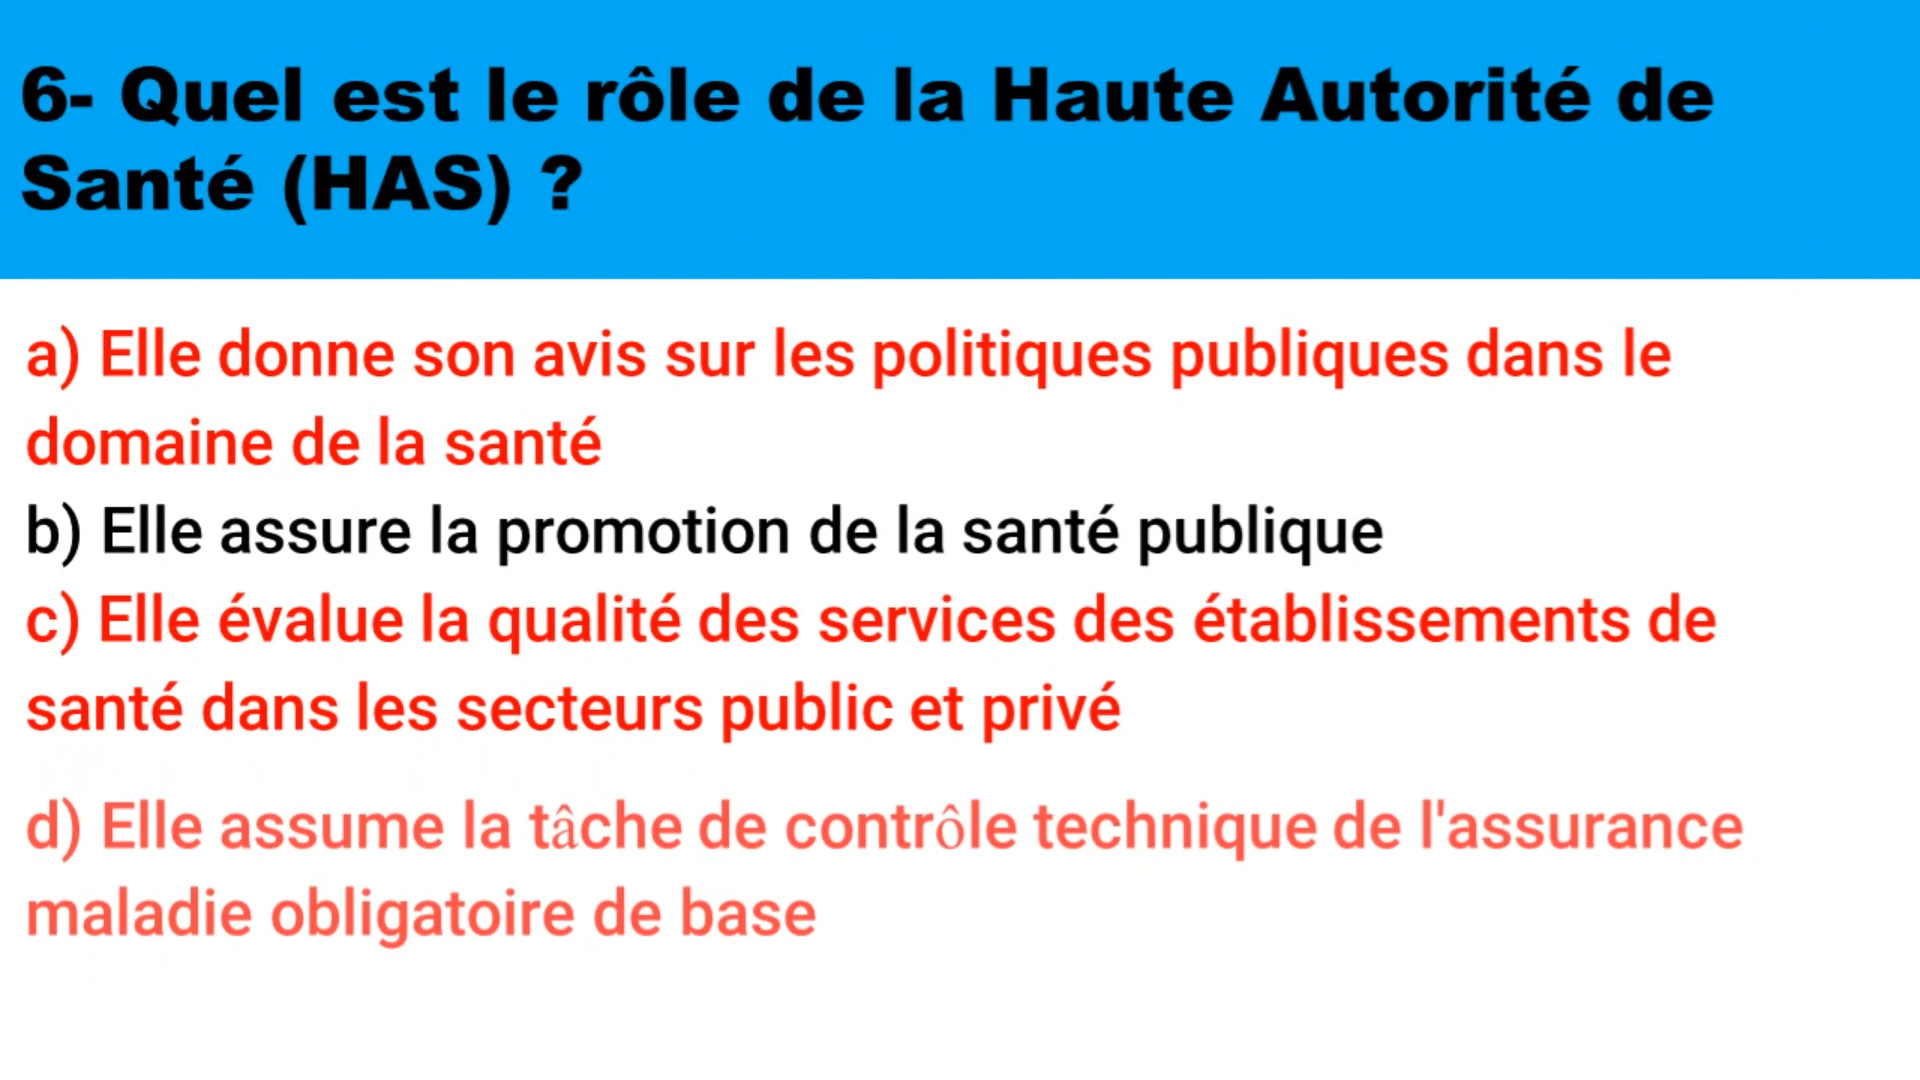 6- Quel est le rôle de la Haute Autorité de
Santé (HAS) ?
a) Elle donne son avis sur les politiques publiques dans le
domaine de la santé
b) Elle assure la promotion de la santé publique
c) Elle évalue la qualité des services des établissements de
santé dans les secteurs public et privé
d) Elle assume la tâche de contrôle technique de l'assurance
maladie obligatoire de base